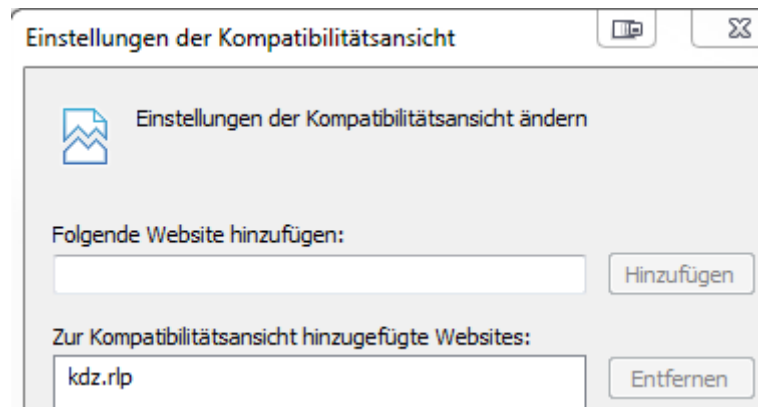 Einstellungen der Kompatibilitätsansicht
Einstellungen der Kompatibilitätsansicht ändern
Folgende Website hinzufügen:
Hinzufügen
Zur Kompatibilitätsansicht hinzugefügte Websites:
kdz.rlp
Entfernen